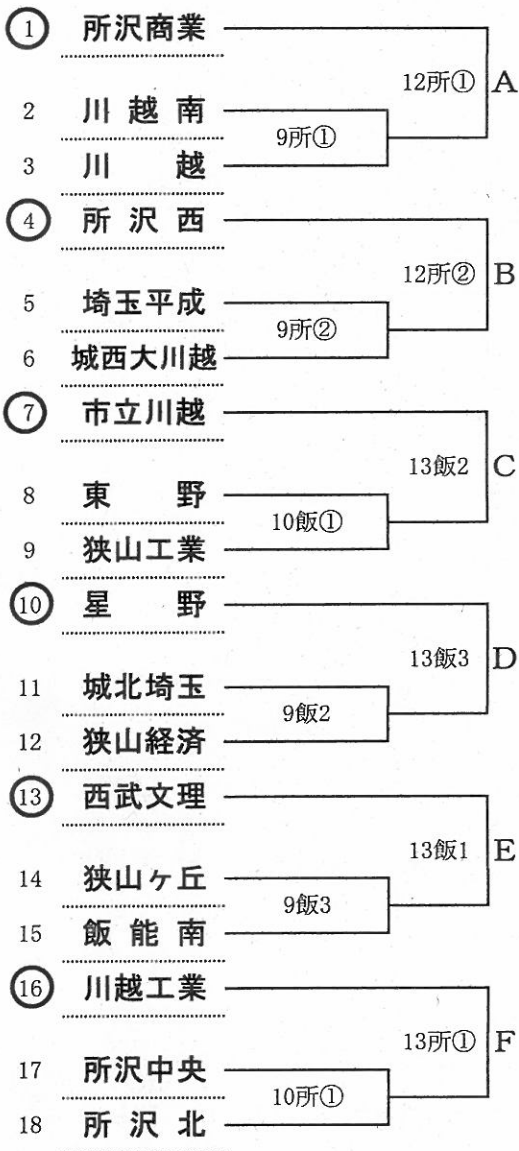 ① 所沢商業
12所① A
2 川越南
9所①
3 川越
④ 所沢西
12所② B
5 埼玉平成
9所②
6 城西大川越
⑦ 市立川越
13飯2 C
8 東野
10飯①
9 狭山工業
⑩ 星野
13飯3 D
11 城北埼玉
9飯2
12 狭山経済
⑬ 西武文理
13飯1 E
14 狭山ヶ丘
9飯3
15 飯能南
⑯ 川越工業
13所① F
17 所沢中央
10所①
18 所沢北